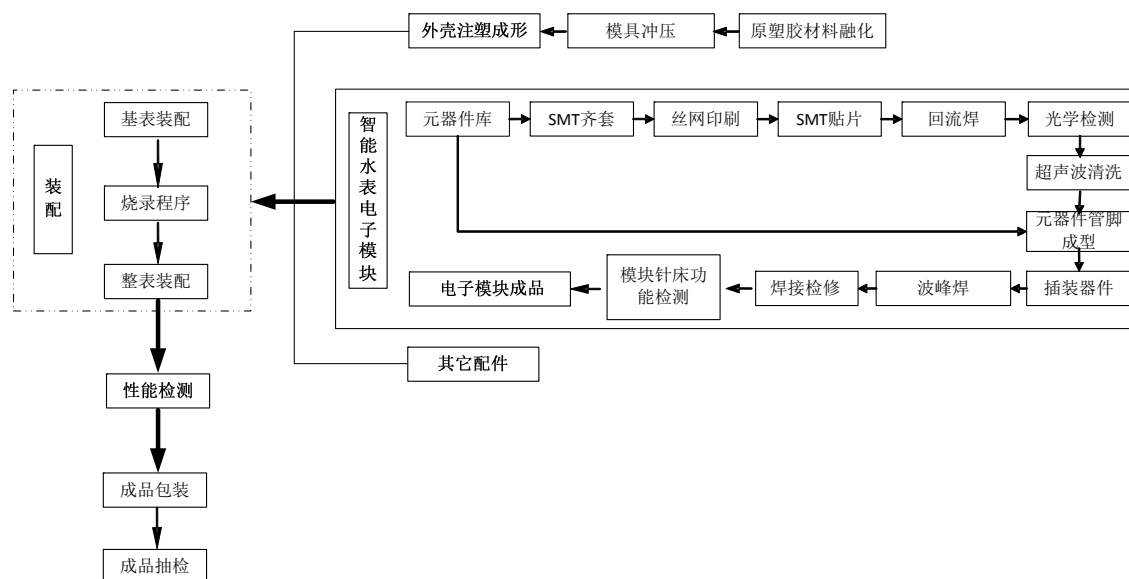 外壳注塑成形
模具冲压
原塑胶材料融化
基表装配
装
配
烧录程序
整表装配
性能检测
成品包装
成品抽检
智
能
水
表
电
子
模
块
元器件库
SMT齐套
丝网印刷
SMT贴片
回流焊
光学检测
超声波清洗
元器件管脚
成型
电子模块成品
模块针床功
能检测
焊接检修
波峰焊
插装器件
其它配件